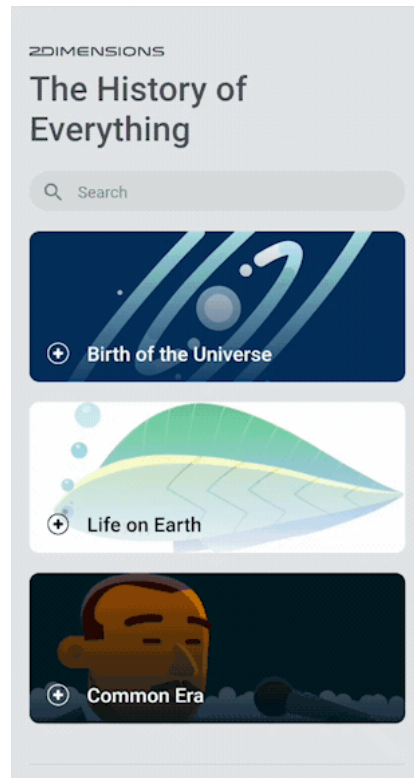 2DIMENSIONS
The History of
Everything
Search
Birth of the Universe
Life on Earth
Common Era